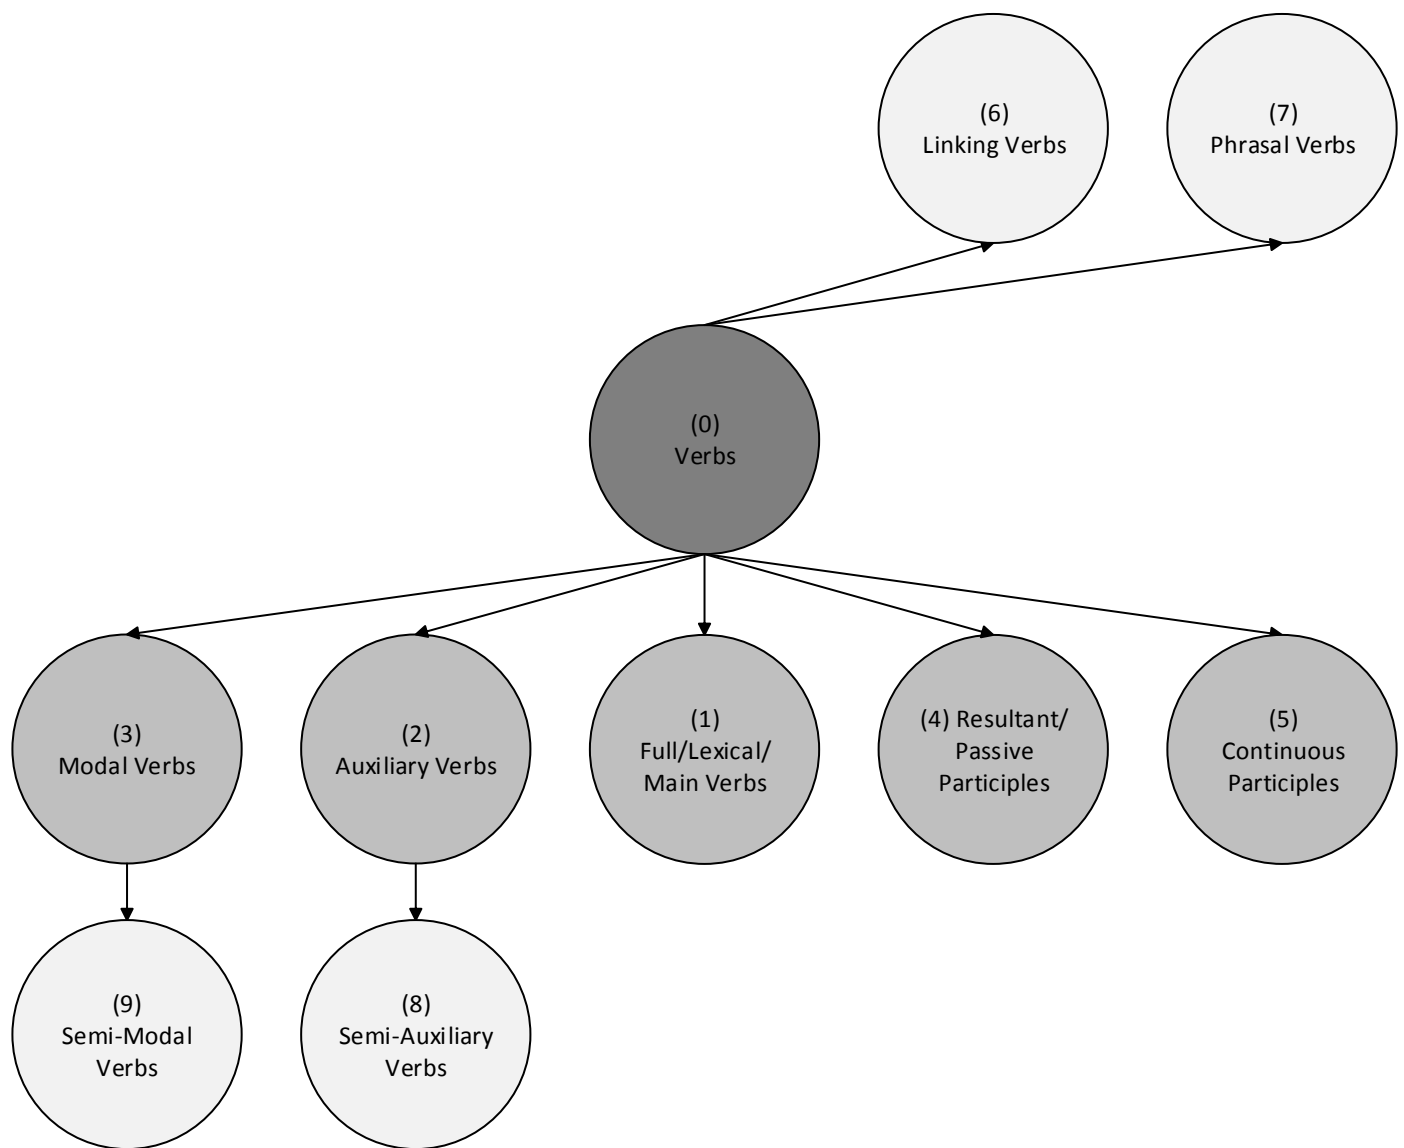 (6)
Linking Verbs
(7)
Phrasal Verbs
(0)
Verbs
(3)
Modal Verbs
(2)
Auxiliary Verbs
(1)
Full/Lexical/
Main Verbs
(4) Resultant/
Passive
Participles
(5)
Continuous
Participles
(9)
Semi-Modal
Verbs
(8)
Semi-Auxiliary
Verbs